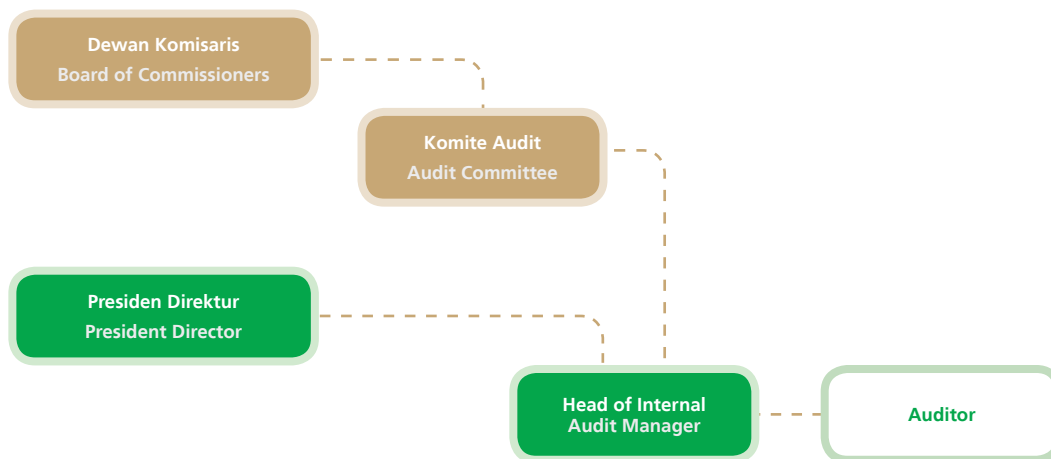 Dewan Komisaris
Board of Commissioners
Komite Audit
Audit Committee
Presiden Direktur
President Director
Head of Internal
Audit Manager
Auditor